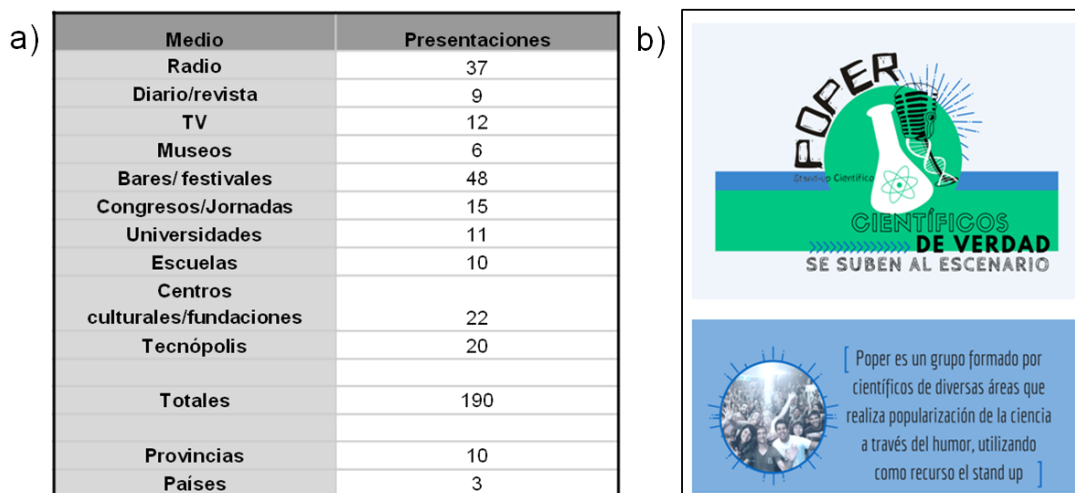 a)
Medio Presentaciones
Radio 37
Diario/revista 9
TV 12
Museos 6
Bares/ festivales 48
Congresos/Jornadas 15
Universidades 11
Escuelas 10
Centros
culturales/fundaciones 22
Tecnópolis 20
Totales 190
Provincias 10
Países 3
b)
POPER
Stand-up Científico
CIENTÍFICOS
DE VERDAD
SE SUBEN AL ESCENARIO
[ Poper es un grupo formado por
científicos de diversas áreas que
realiza popularización de la ciencia
a través del humor, utilizando
como recurso el stand up ]